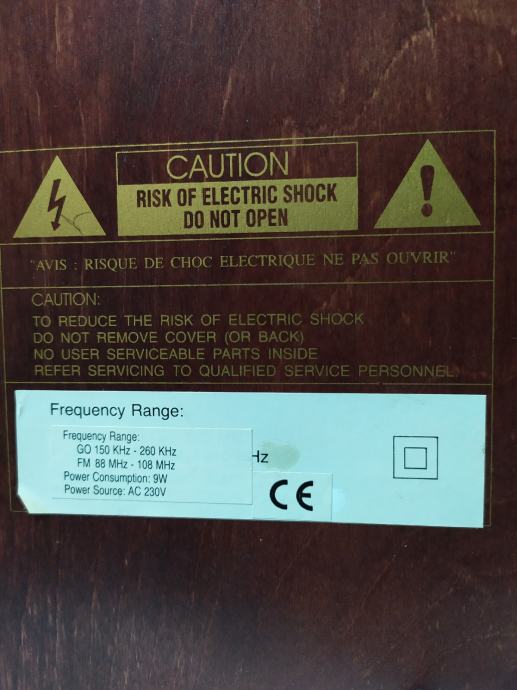 CAUTION
RISK OF ELECTRIC SHOCK
DO NOT OPEN
"AVIS : RISQUE DE CHOC ELECTRIQUE NE PAS OUVRIR"
CAUTION:
TO REDUCE THE RISK OF ELECTRIC SHOCK
DO NOT REMOVE COVER (OR BACK)
NO USER SERVICEABLE PARTS INSIDE
REFER SERVICING TO QUALIFIED SERVICE PERSONNEL.
Frequency Range:
Frequency Range:
GO 150 KHz - 260 KHz
FM 88 MHz - 108 MHz
Power Consumption: 9W
Power Source: AC 230V
Hz
CE